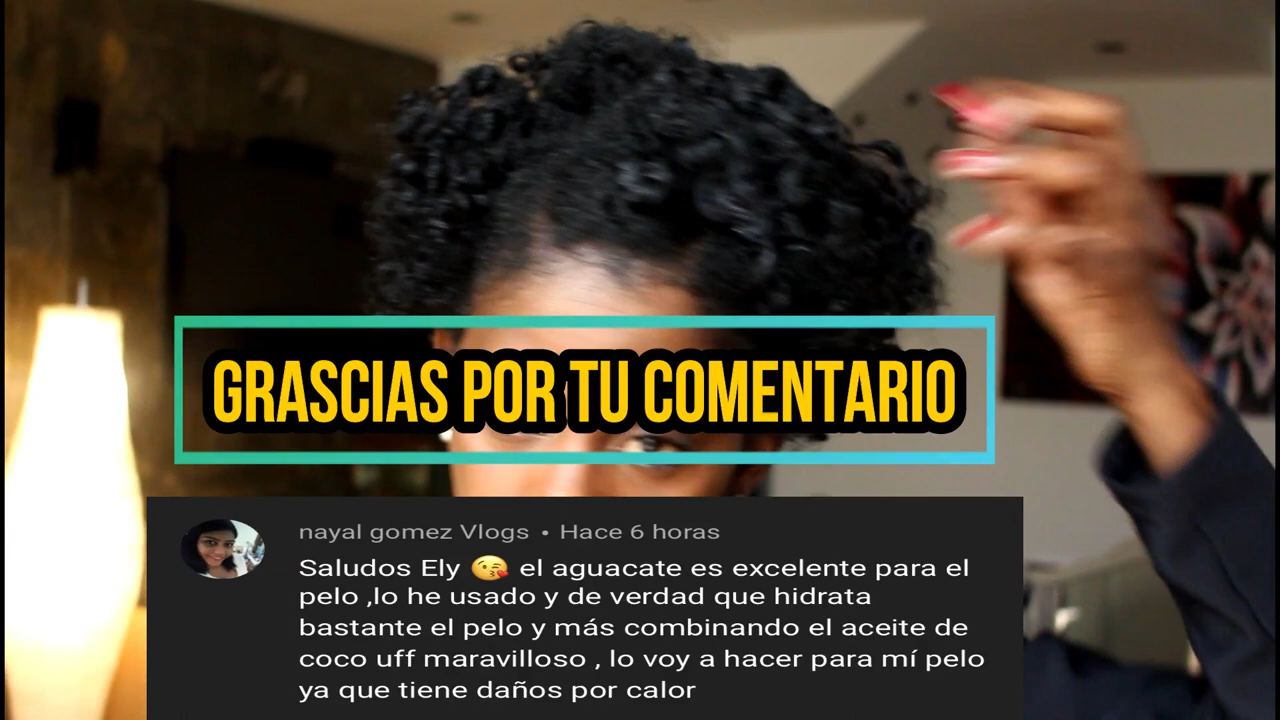 GRASCIAS POR TU COMENTARIO
nayal gomez Vlogs • Hace 6 horas
Saludos Ely 😘 el aguacate es excelente para el
pelo ,lo he usado y de verdad que hidrata
bastante el pelo y más combinando el aceite de
coco uff maravilloso , lo voy a hacer para mí pelo
ya que tiene daños por calor